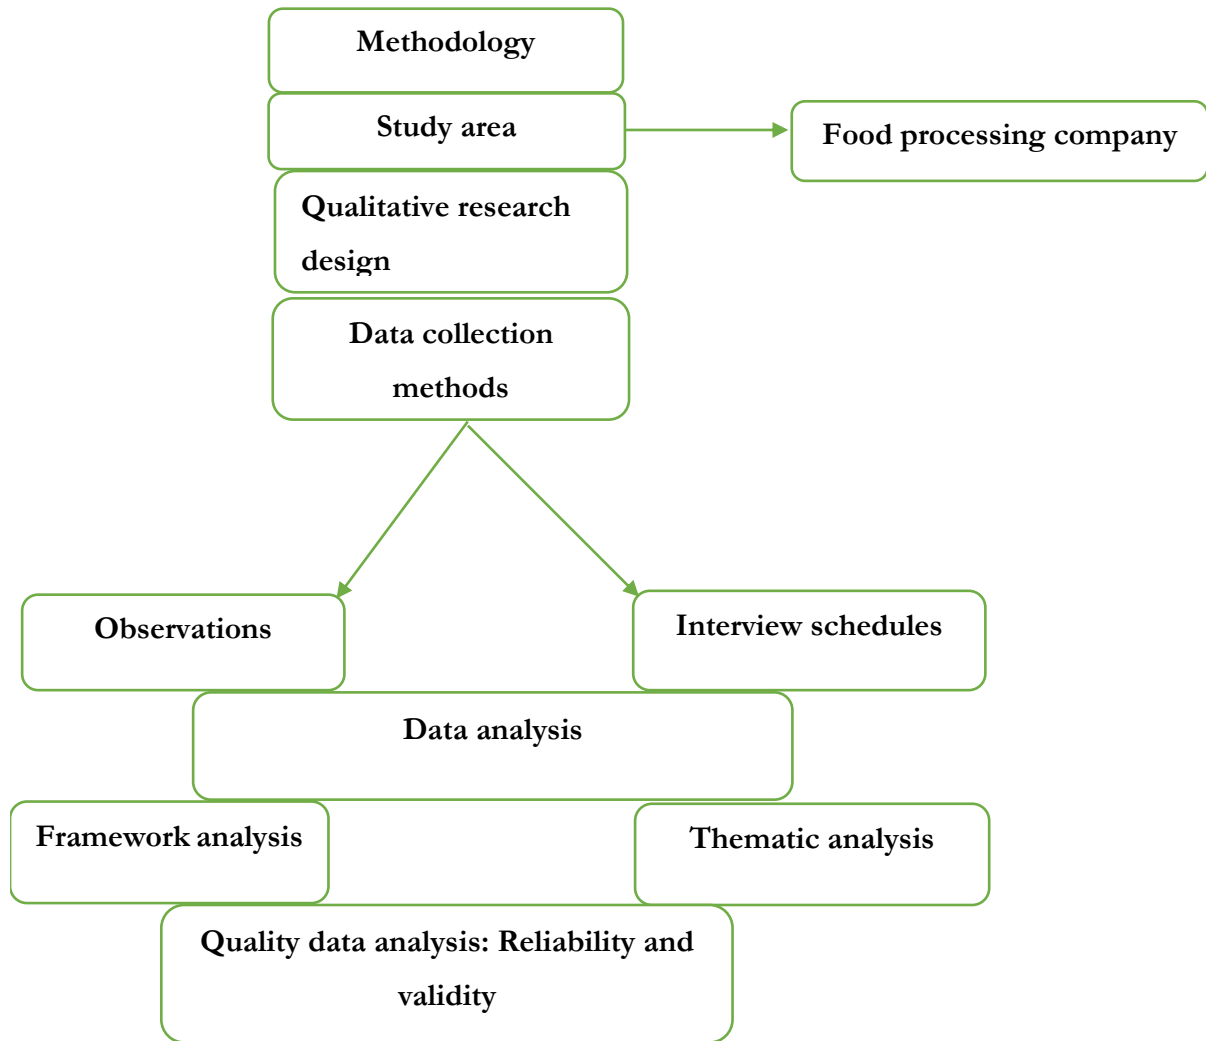 Methodology
Study area
Food processing company
Qualitative research
design
Data collection
methods
Observations
Interview schedules
Data analysis
Framework analysis
Thematic analysis
Quality data analysis: Reliability and
validity